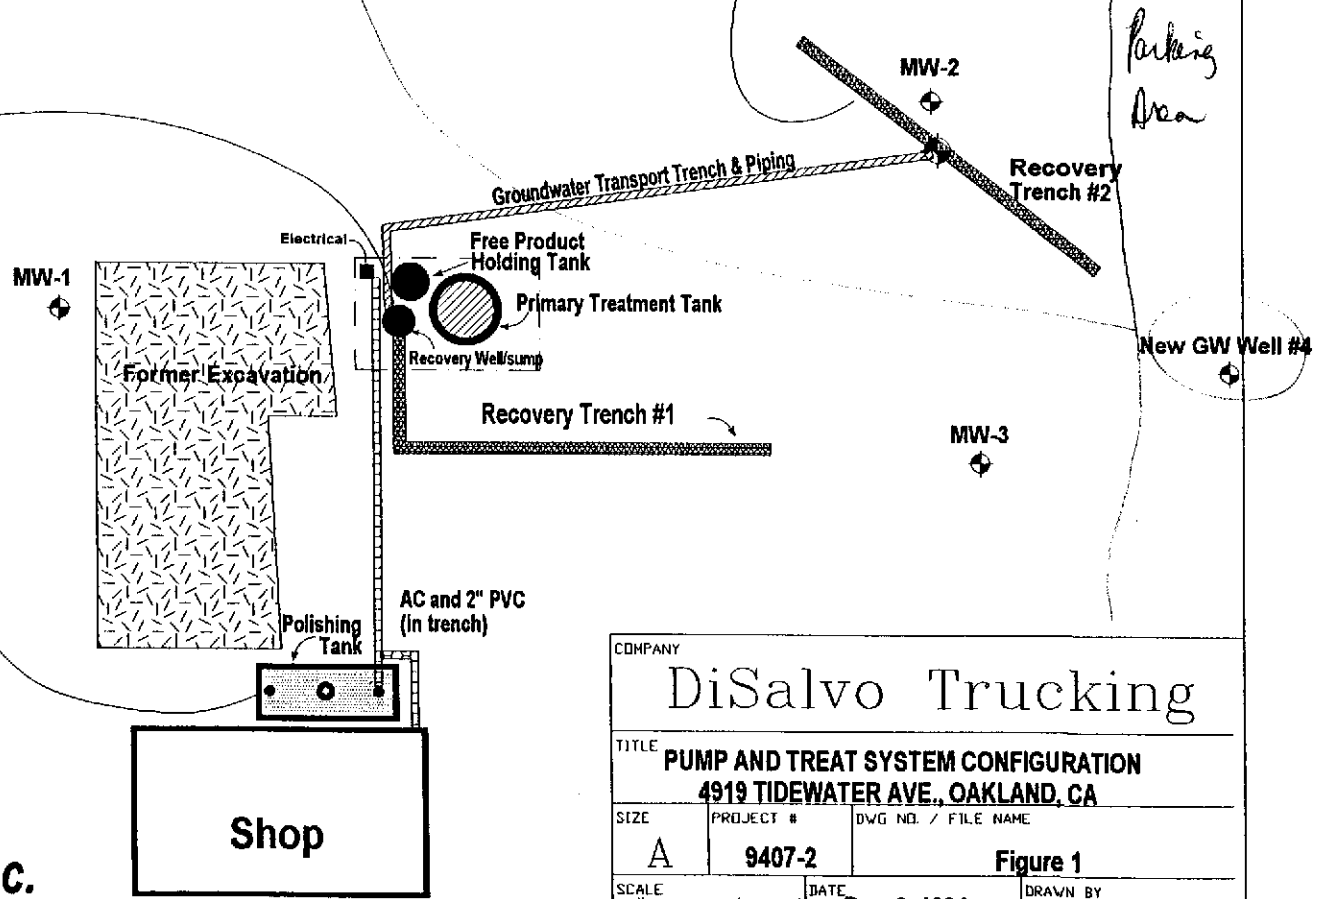 Parking
Area
MW-2
Recovery
Trench #2
Groundwater Transport Trench & Piping
Electrical
Free Product
Holding Tank
MW-1
Primary Treatment Tank
New GW Well #4
Recovery Well/sump
Former Excavation
Recovery Trench #1
MW-3
AC and 2" PVC
(in trench)
Polishing
Tank
COMPANY
DiSalvo Trucking
TITLE
PUMP AND TREAT SYSTEM CONFIGURATION
4919 TIDEWATER AVE., OAKLAND, CA
SIZE
A
PROJECT #
9407-2
DWG NO. / FILE NAME
Figure 1
Shop
C.
SCALE
DATE
DRAWN BY